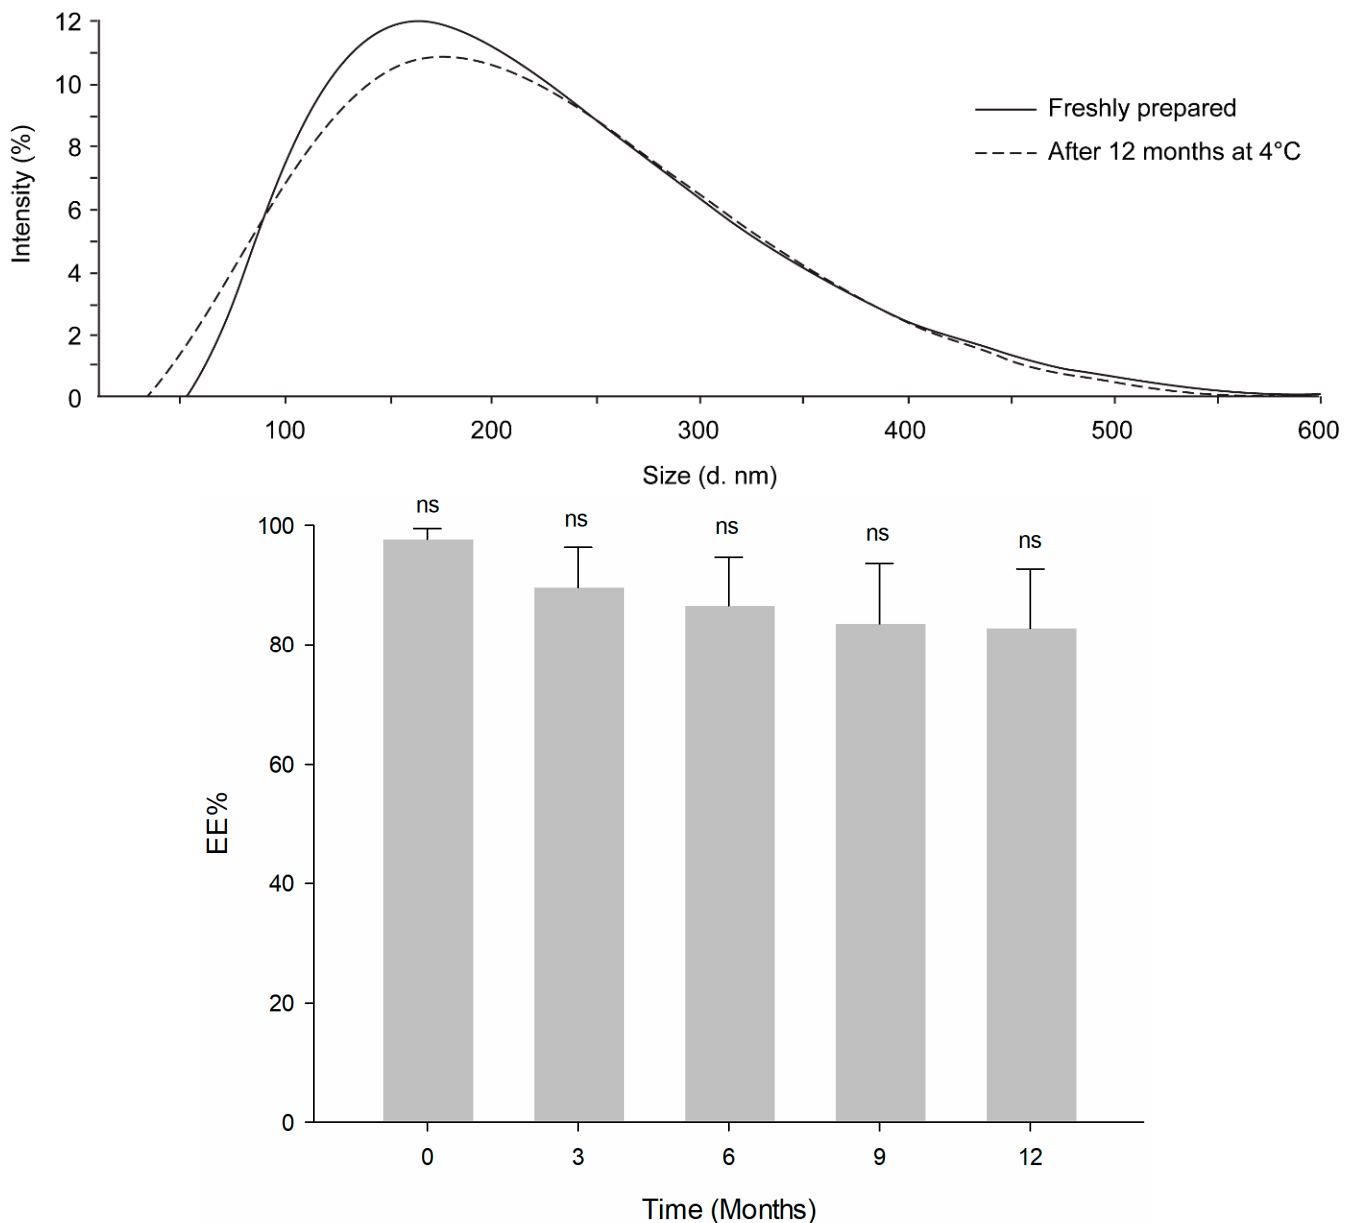 12
10
8
6
4
2
0
Intensity (%)
Freshly prepared
After 12 months at 4°C
100 200 300 400 500 600
Size (d. nm)
ns ns ns ns ns
100
80
60
40
20
0
EE%
0 3 6 9 12
Time (Months)